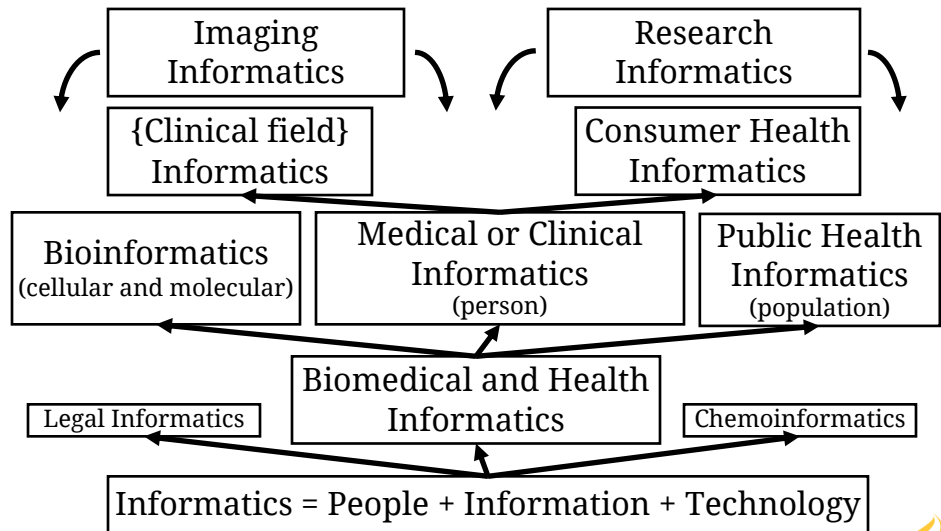 Imaging
Informatics
Research
Informatics
{Clinical field}
Informatics
Consumer Health
Informatics
Bioinformatics
(cellular and molecular)
Medical or Clinical
Informatics
(person)
Public Health
Informatics
(population)
Biomedical and Health
Informatics
Legal Informatics
Chemoinformatics
Informatics = People + Information + Technology